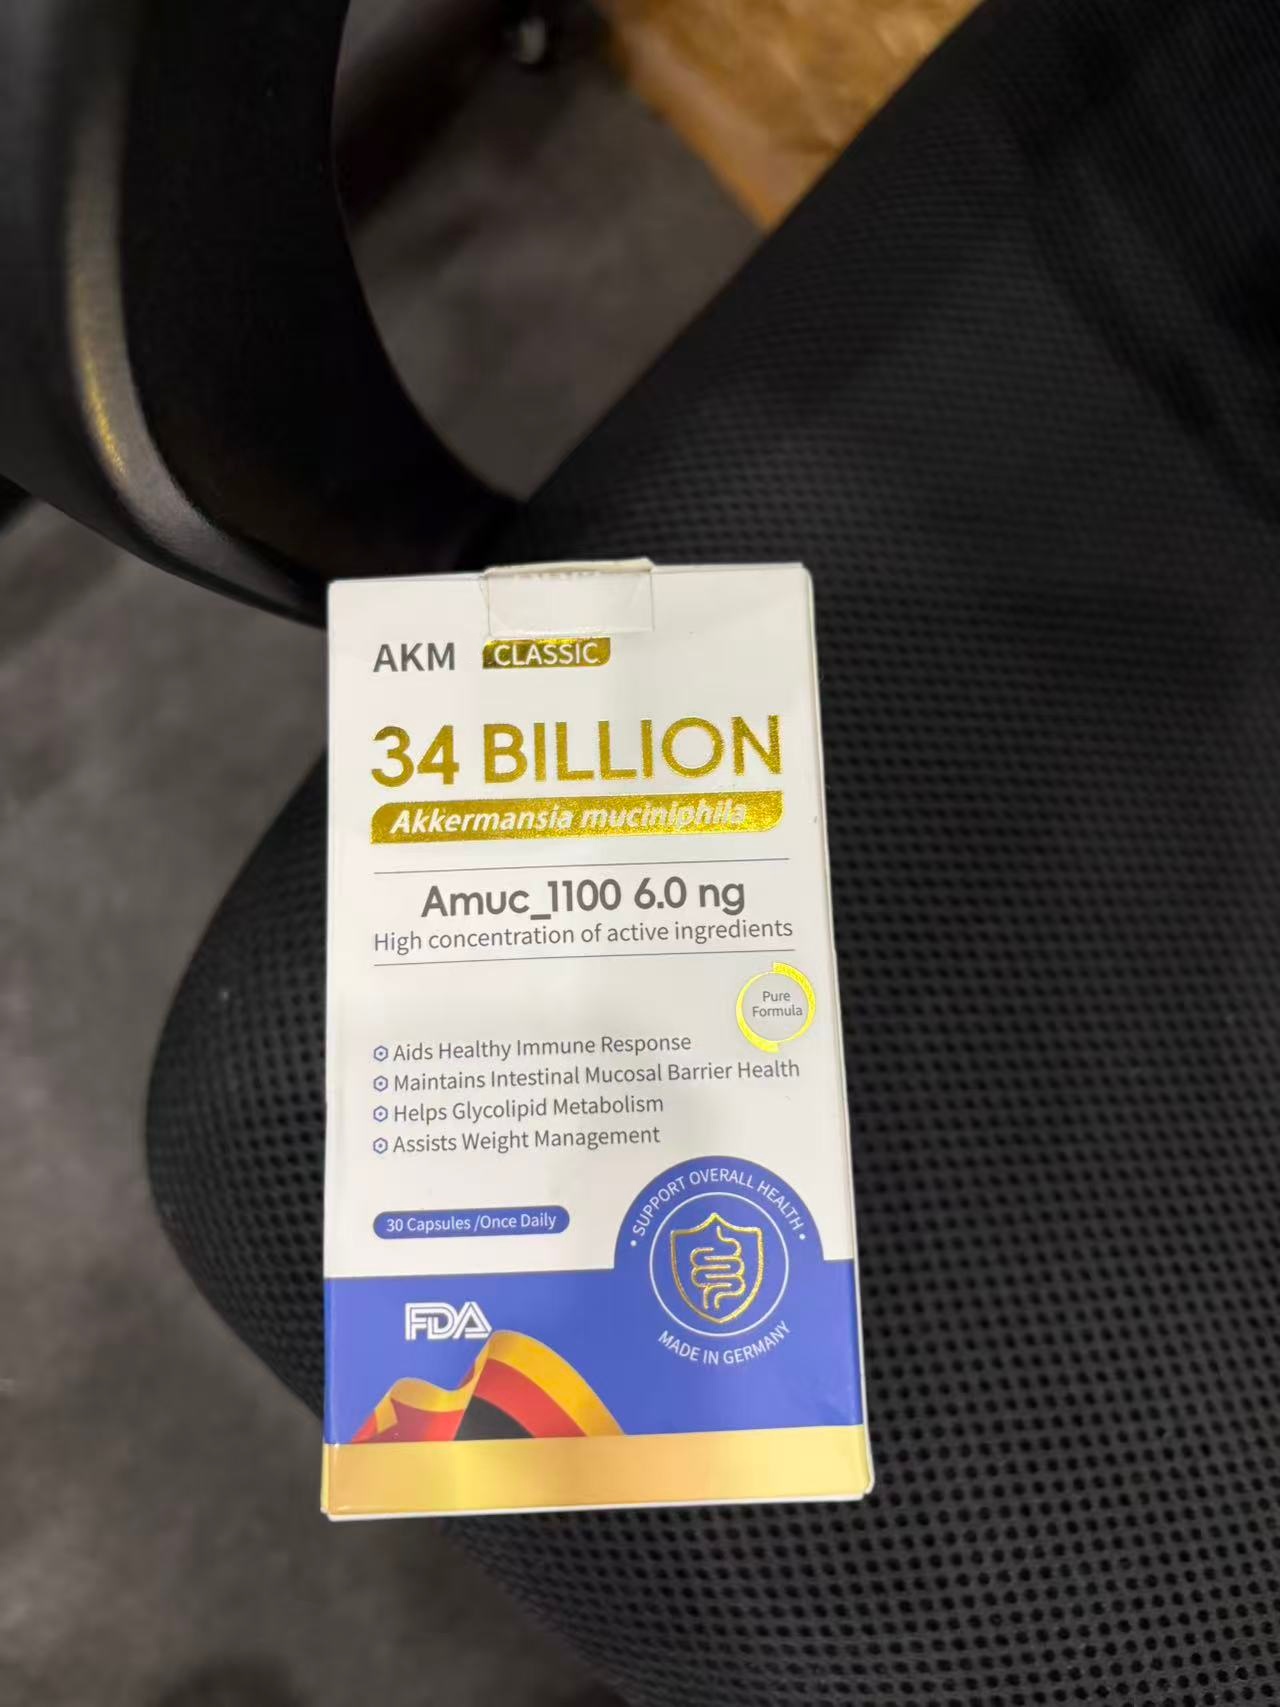 AKM CLASSIC
34 BILLION
Akkermansia muciniphila
Amuc_1100 6.0 ng
High concentration of active ingredients
Pure
Formula
Aids Healthy Immune Response
Maintains Intestinal Mucosal Barrier Health
Helps Glycolipid Metabolism
Assists Weight Management
30 Capsules /Once Daily
• SUPPORT OVERALL HEALTH •
MADE IN GERMANY
FDA